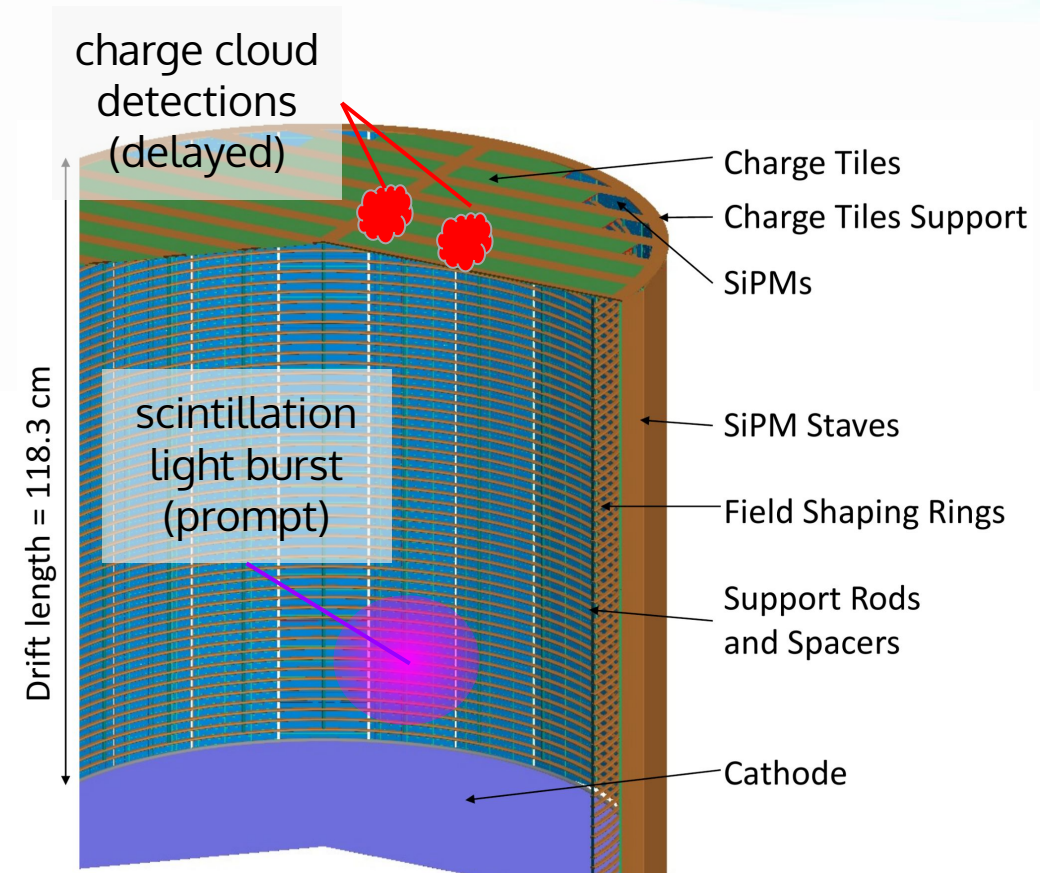 charge cloud
detections
(delayed)
Charge Tiles
Charge Tiles Support
SiPMs
scintillation
light burst
(prompt)
Drift length = 118.3 cm
SiPM Staves
Field Shaping Rings
Support Rods
and Spacers
Cathode